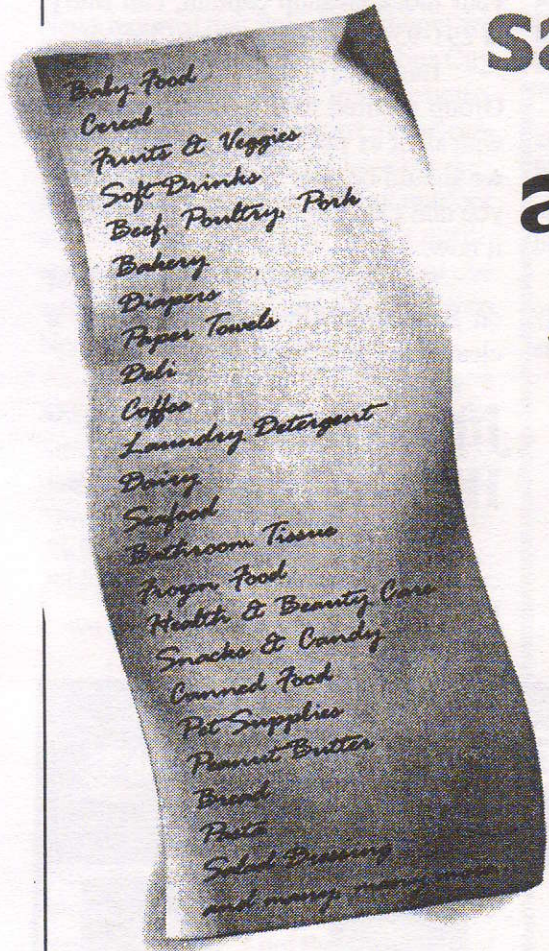 Baby Food
Cereal
Fruits & Veggies
Soft Drinks
Beef, Poultry, Pork
Bakery
Diapers
Paper Towels
Deli
Coffee
Laundry Detergent
Dairy
Seafood
Bathroom Tissue
Frozen Food
Health & Beauty Care
Snacks & Candy
Canned Food
Pet Supplies
Peanut Butter
Bread
Pasta
Salad Dressing
and many, many more.
sa
a